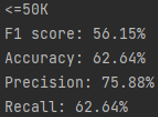 <=50K
F1 score: 56.15%
Accuracy: 62.64%
Precision: 75.88%
Recall: 62.64%